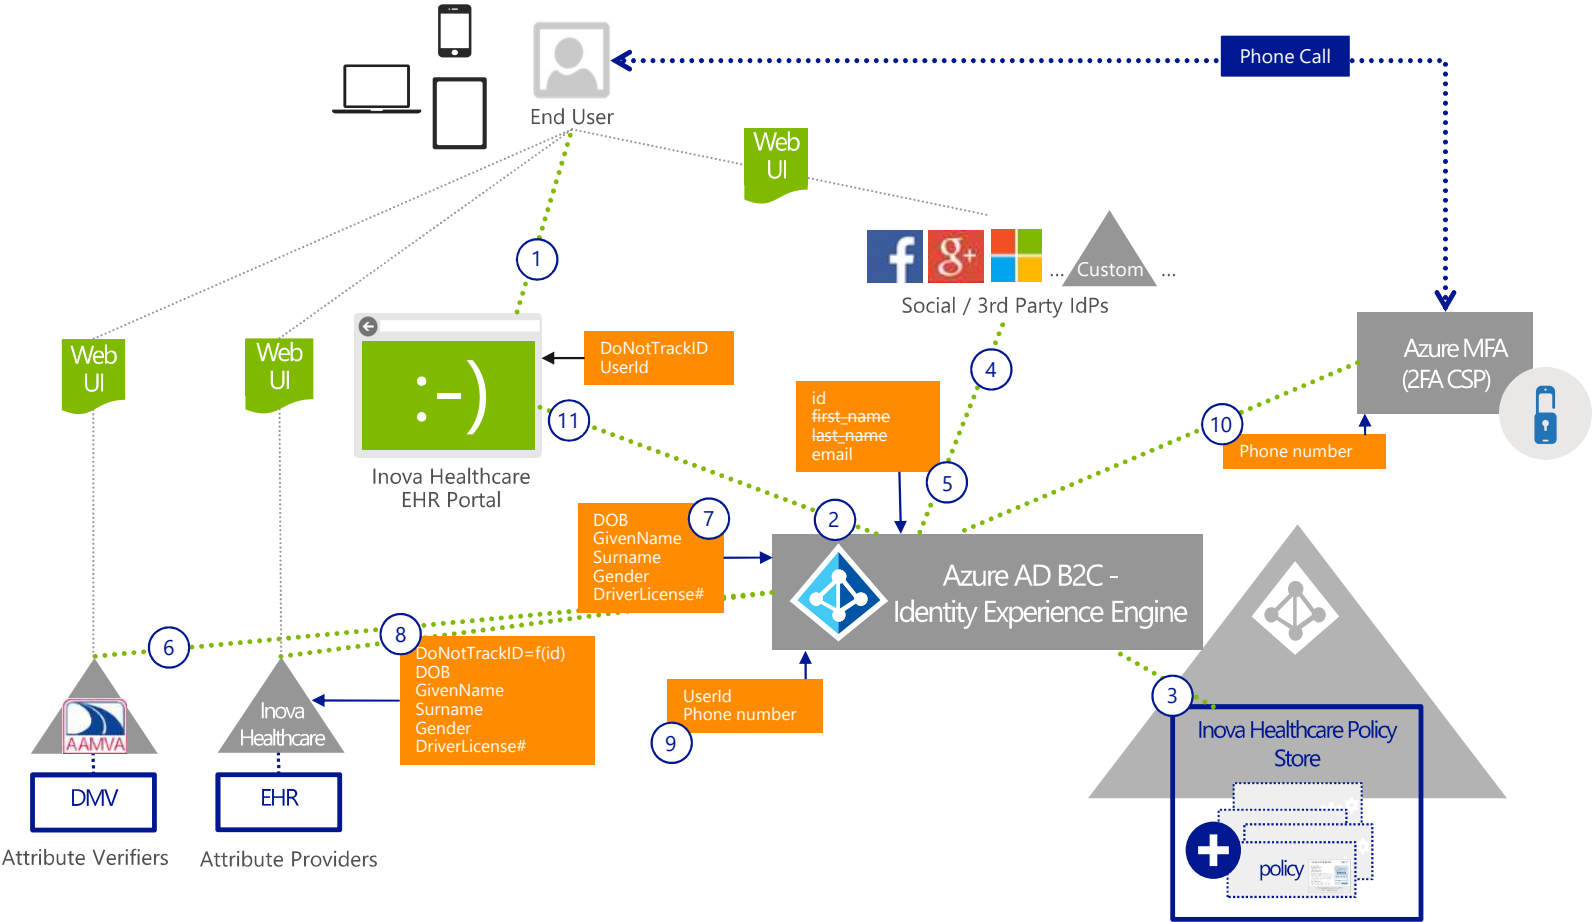 Phone Call
End User
Web
UI
1
Custom
...
...
Social / 3rd Party IdPs
DoNotTrackID
UserId
Web
UI
Web
UI
:-)
Azure MFA
(2FA CSP)
4
id
first_name
last_name
email
11
10
Phone number
Inova Healthcare
EHR Portal
5
7
2
DOB
GivenName
Surname
Gender
DriverLicense#
Azure AD B2C -
Identity Experience Engine
6
8
DoNotTrackID=f(id)
DOB
GivenName
Surname
Gender
DriverLicense#
UserId
Phone number
9
3
Inova Healthcare Policy
Store
policy
AAMVA
Inova
Healthcare
DMV
EHR
Attribute Verifiers
Attribute Providers